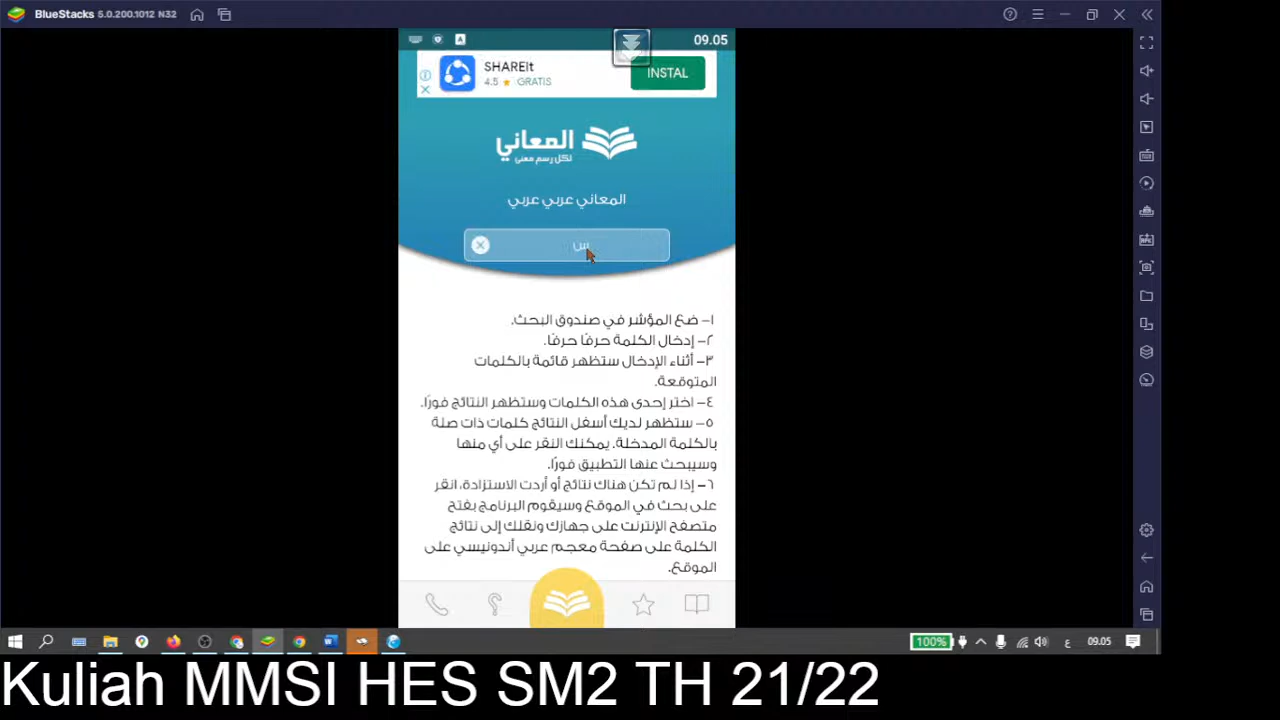 BlueStacks 5.0.200.1012 N32
09.05
SHAREIt
4.5 ★ GRATIS
INSTAL
المعاني
لكل رسم معنى
المعاني عربي عربي
س
١- ضع المؤشر في صندوق البحث.
٢- إدخال الكلمة حرفًا حرفًا.
٣- أثناء الإدخال ستظهر قائمة بالكلمات
المتوقعة.
٤- اختر إحدى هذه الكلمات وستظهر النتائج فورًا.
٥- ستظهر لديك أسفل النتائج كلمات ذات صلة
بالكلمة المدخلة. يمكنك النقر على أي منها
وسيبحث عنها التطبيق فورًا.
٦- إذا لم تكن هناك نتائج أو أردت الاستزادة، انقر
على بحث في الموقع وسيقوم البرنامج بفتح
متصفح الإنترنت على جهازك ونقلك إلى نتائج
الكلمة على صفحة معجم عربي أندونيسي على
الموقع.
100% ع 09.05
Kuliah MMSI HES SM2 TH 21/22